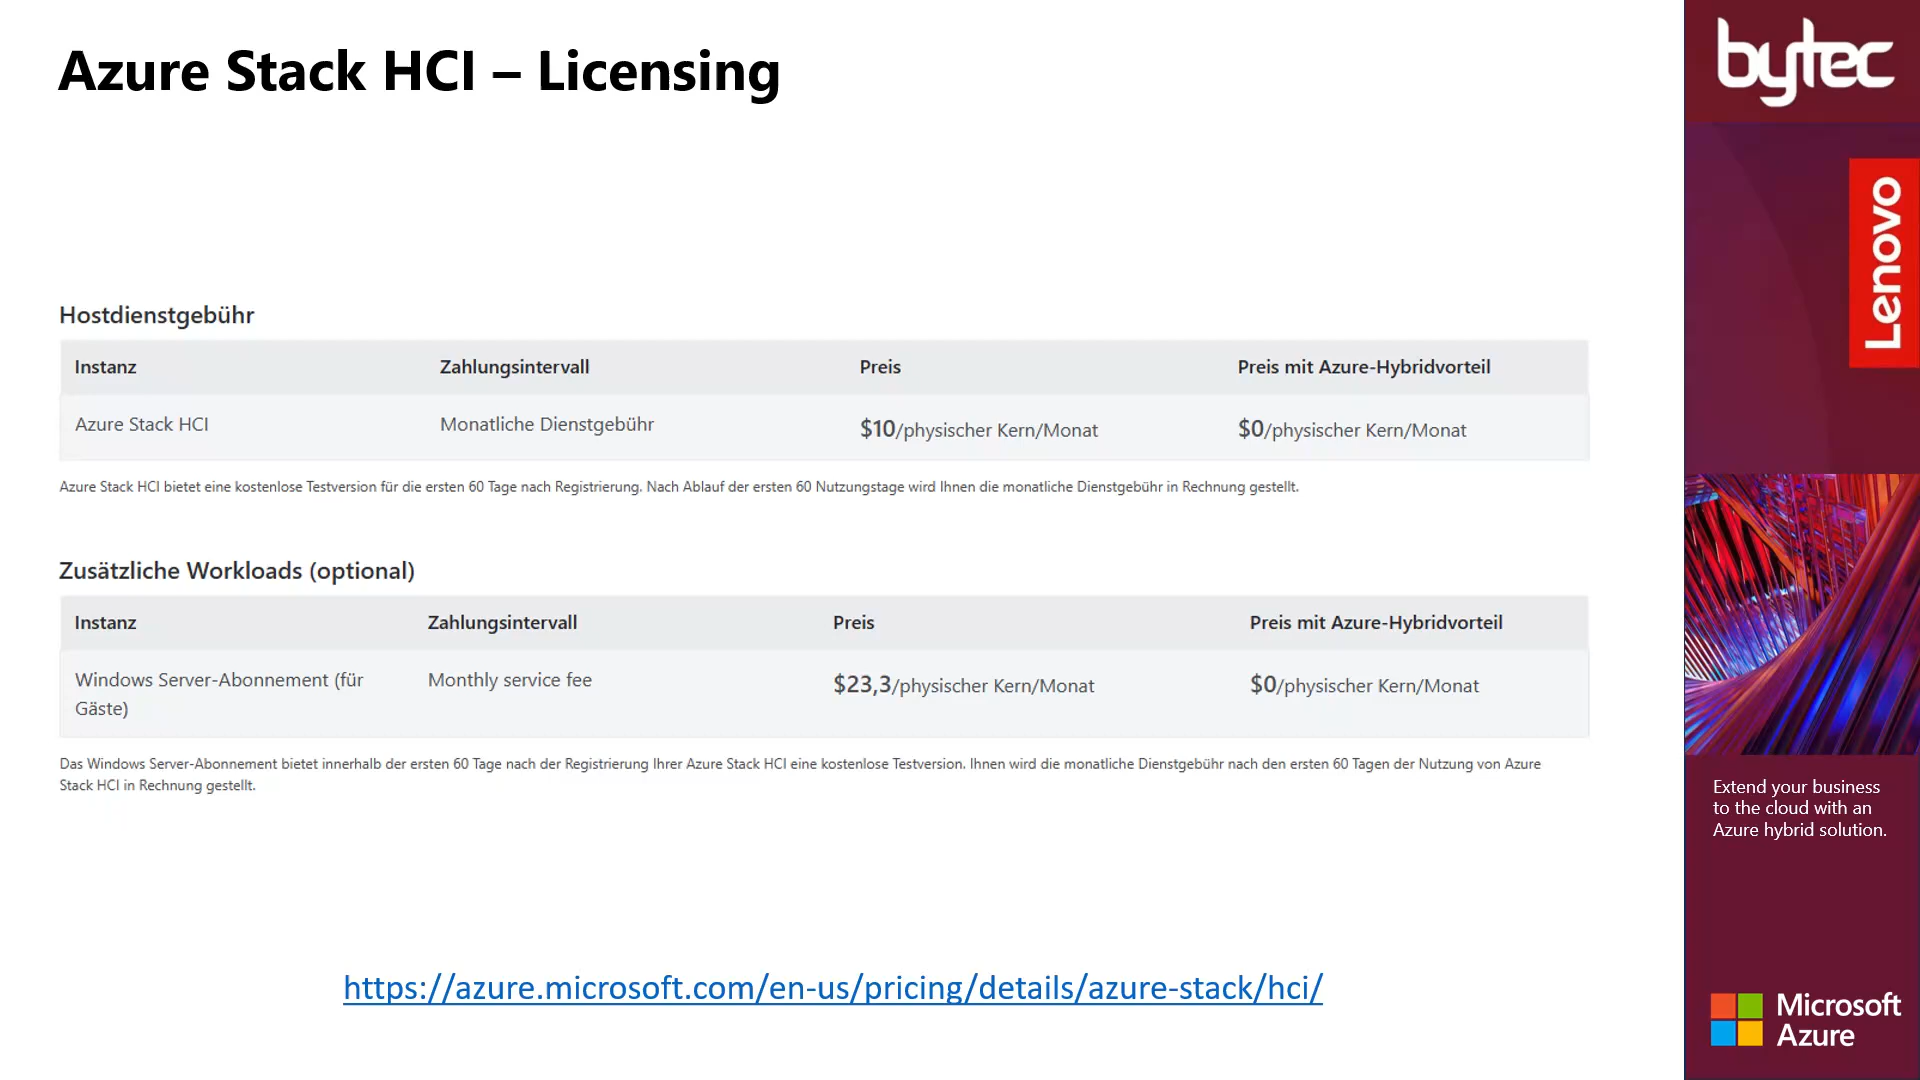 Azure Stack HCI – Licensing
Hostdienstgebühr
Instanz Zahlungsintervall Preis Preis mit Azure-Hybridvorteil
Azure Stack HCI Monatliche Dienstgebühr $10/physischer Kern/Monat $0/physischer Kern/Monat
Azure Stack HCI bietet eine kostenlose Testversion für die ersten 60 Tage nach Registrierung. Nach Ablauf der ersten 60 Nutzungstage wird Ihnen die monatliche Dienstgebühr in Rechnung gestellt.
Zusätzliche Workloads (optional)
Instanz Zahlungsintervall Preis Preis mit Azure-Hybridvorteil
Windows Server-Abonnement (für Monthly service fee $23,3/physischer Kern/Monat $0/physischer Kern/Monat
Gäste)
Das Windows Server-Abonnement bietet innerhalb der ersten 60 Tage nach der Registrierung Ihrer Azure Stack HCI eine kostenlose Testversion. Ihnen wird die monatliche Dienstgebühr nach den ersten 60 Tagen der Nutzung von Azure
Stack HCI in Rechnung gestellt.
https://azure.microsoft.com/en-us/pricing/details/azure-stack/hci/
bytec
Lenovo
Extend your business
to the cloud with an
Azure hybrid solution.
Microsoft
Azure